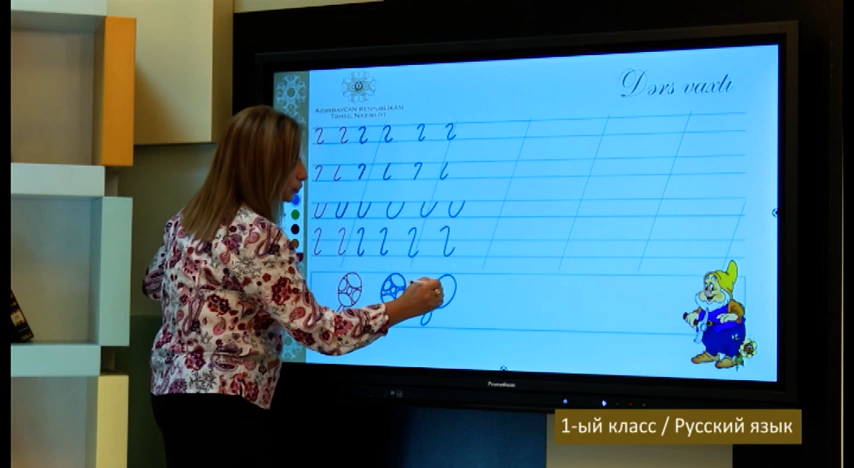 Dərs vaxtı
AZƏRBAYCAN RESPUBLİKASI
TƏHSİL NAZİRLİYİ
Promethean
1-ый класс / Русский язык